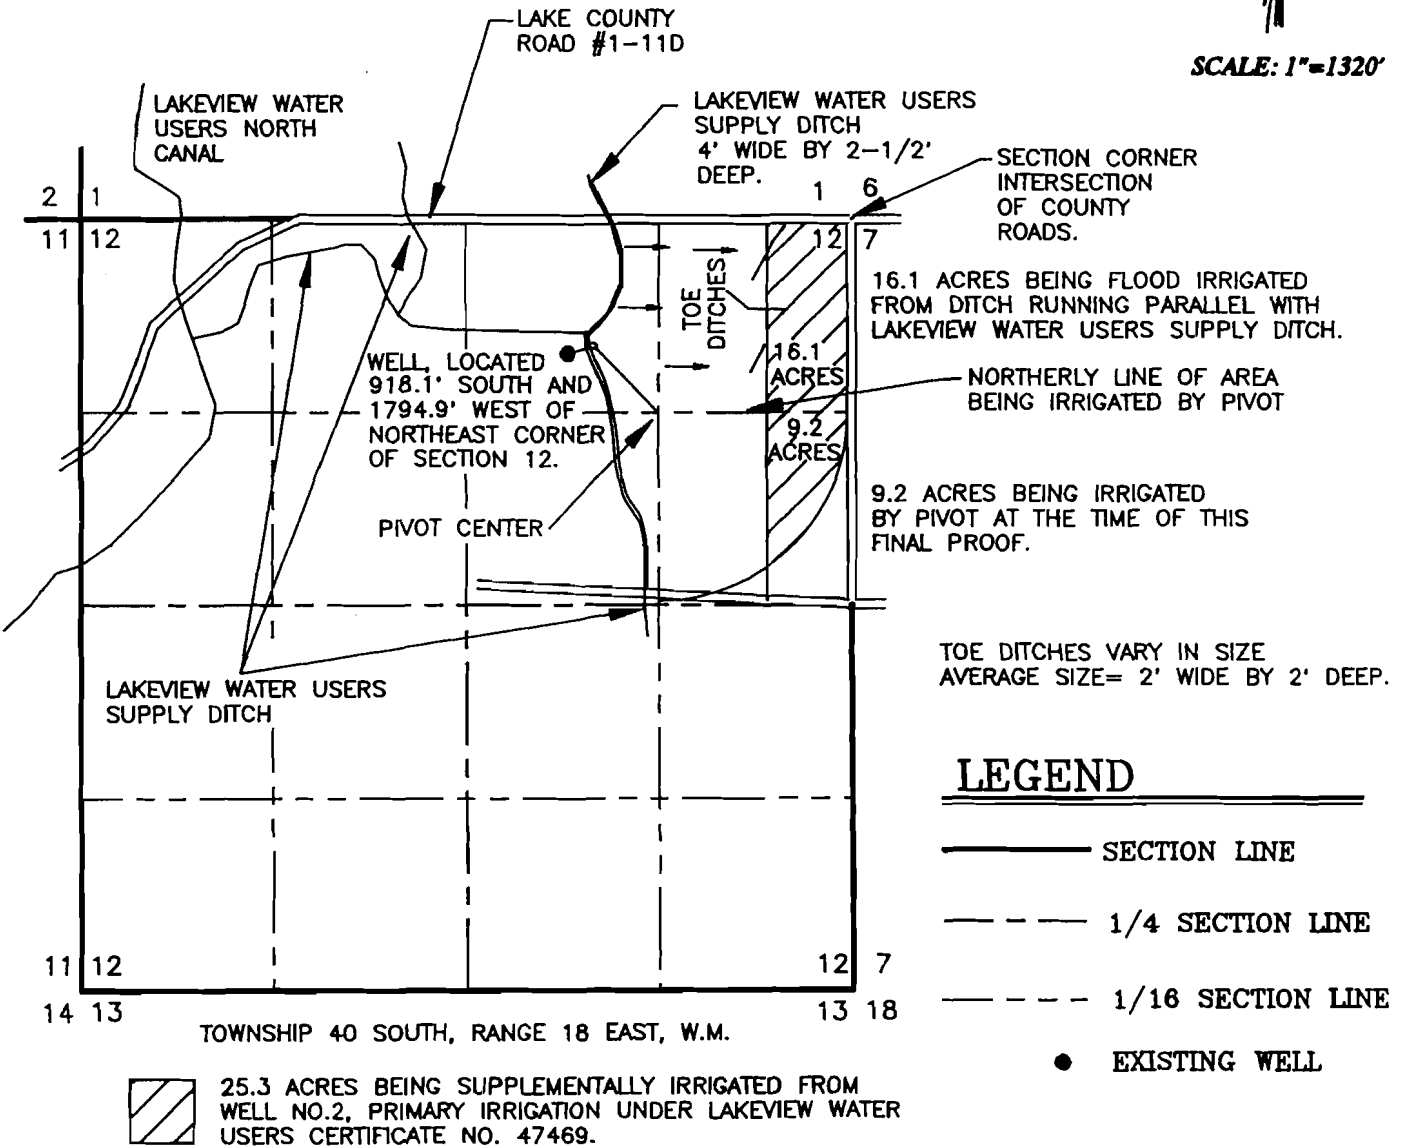 LAKE COUNTY
ROAD #1-11D
SCALE: 1"=1320'
LAKEVIEW WATER
USERS NORTH
CANAL
LAKEVIEW WATER USERS
SUPPLY DITCH
4' WIDE BY 2-1/2'
DEEP.
SECTION CORNER
INTERSECTION
OF COUNTY
ROADS.
2 1
11 12
1 6
12 7
16.1 ACRES BEING FLOOD IRRIGATED
FROM DITCH RUNNING PARALLEL WITH
LAKEVIEW WATER USERS SUPPLY DITCH.
TOE
DITCHES
16.1
ACRES
WELL, LOCATED
918.1' SOUTH AND
1794.9' WEST OF
NORTHEAST CORNER
OF SECTION 12.
NORTHERLY LINE OF AREA
BEING IRRIGATED BY PIVOT
9.2
ACRES
PIVOT CENTER
9.2 ACRES BEING IRRIGATED
BY PIVOT AT THE TIME OF THIS
FINAL PROOF.
LAKEVIEW WATER USERS
SUPPLY DITCH
TOE DITCHES VARY IN SIZE
AVERAGE SIZE= 2' WIDE BY 2' DEEP.
LEGEND
SECTION LINE
1/4 SECTION LINE
1/16 SECTION LINE
EXISTING WELL
11 12
14 13
12 7
13 18
TOWNSHIP 40 SOUTH, RANGE 18 EAST, W.M.
25.3 ACRES BEING SUPPLEMENTALLY IRRIGATED FROM
WELL NO.2, PRIMARY IRRIGATION UNDER LAKEVIEW WATER
USERS CERTIFICATE NO. 47469.